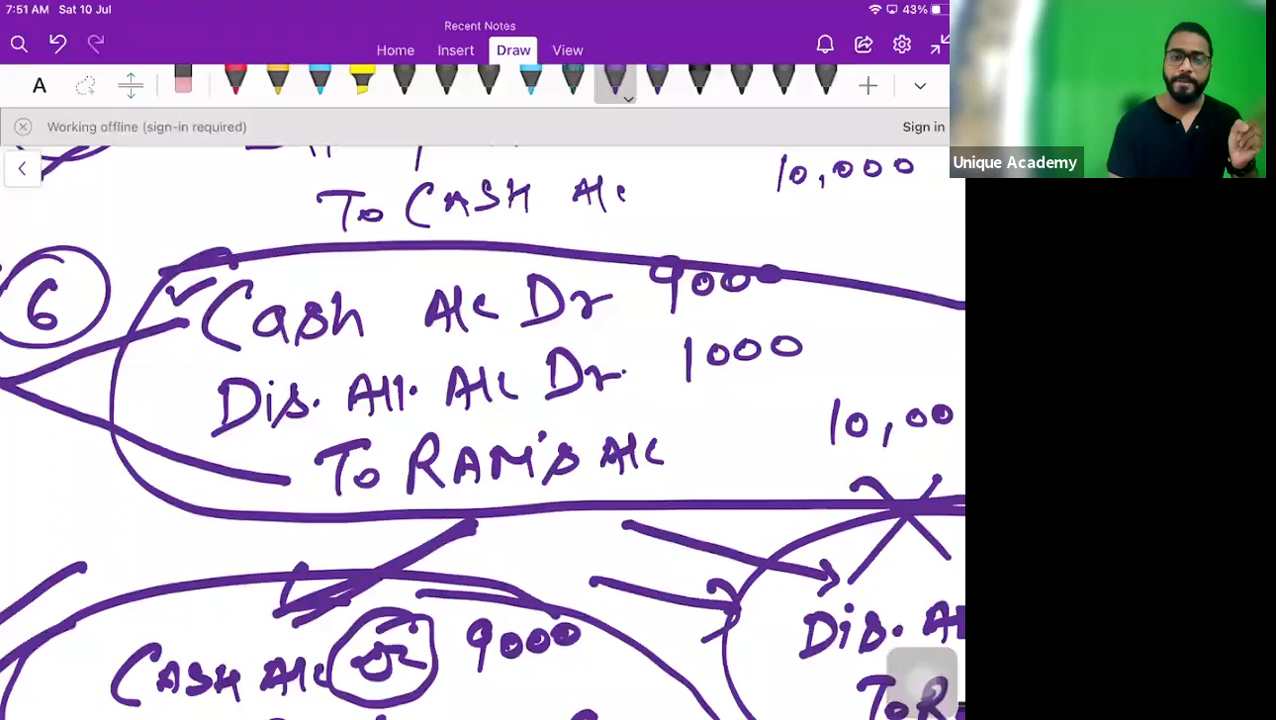 7:51 AM Sat 10 Jul
43%
Recent Notes
Home Insert Draw View
A
Working offline (sign-in required)
Sign in
Unique Academy
10,000
To CASH A/c
6
Cash A/c Dr 9000
Dis. All. A/c Dr. 1000
10,00
To RAM'S A/c
CASH A/c Dr 9000
Dis. Al
To R